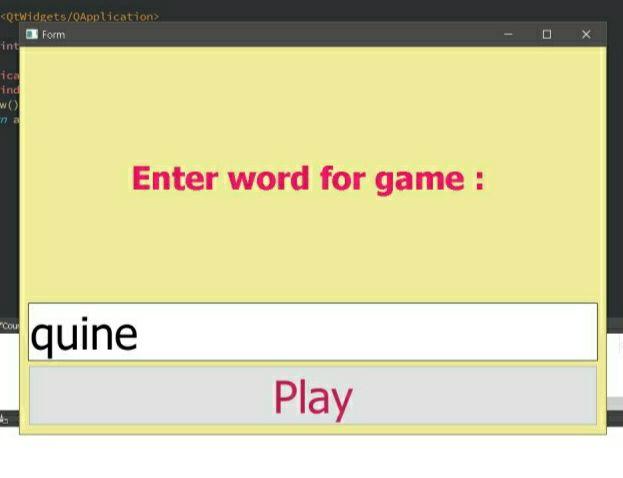 <QtWidgets/QApplication>
Form
int
ica
ind
w()
n a
Enter word for game :
"Cou
quine
Play